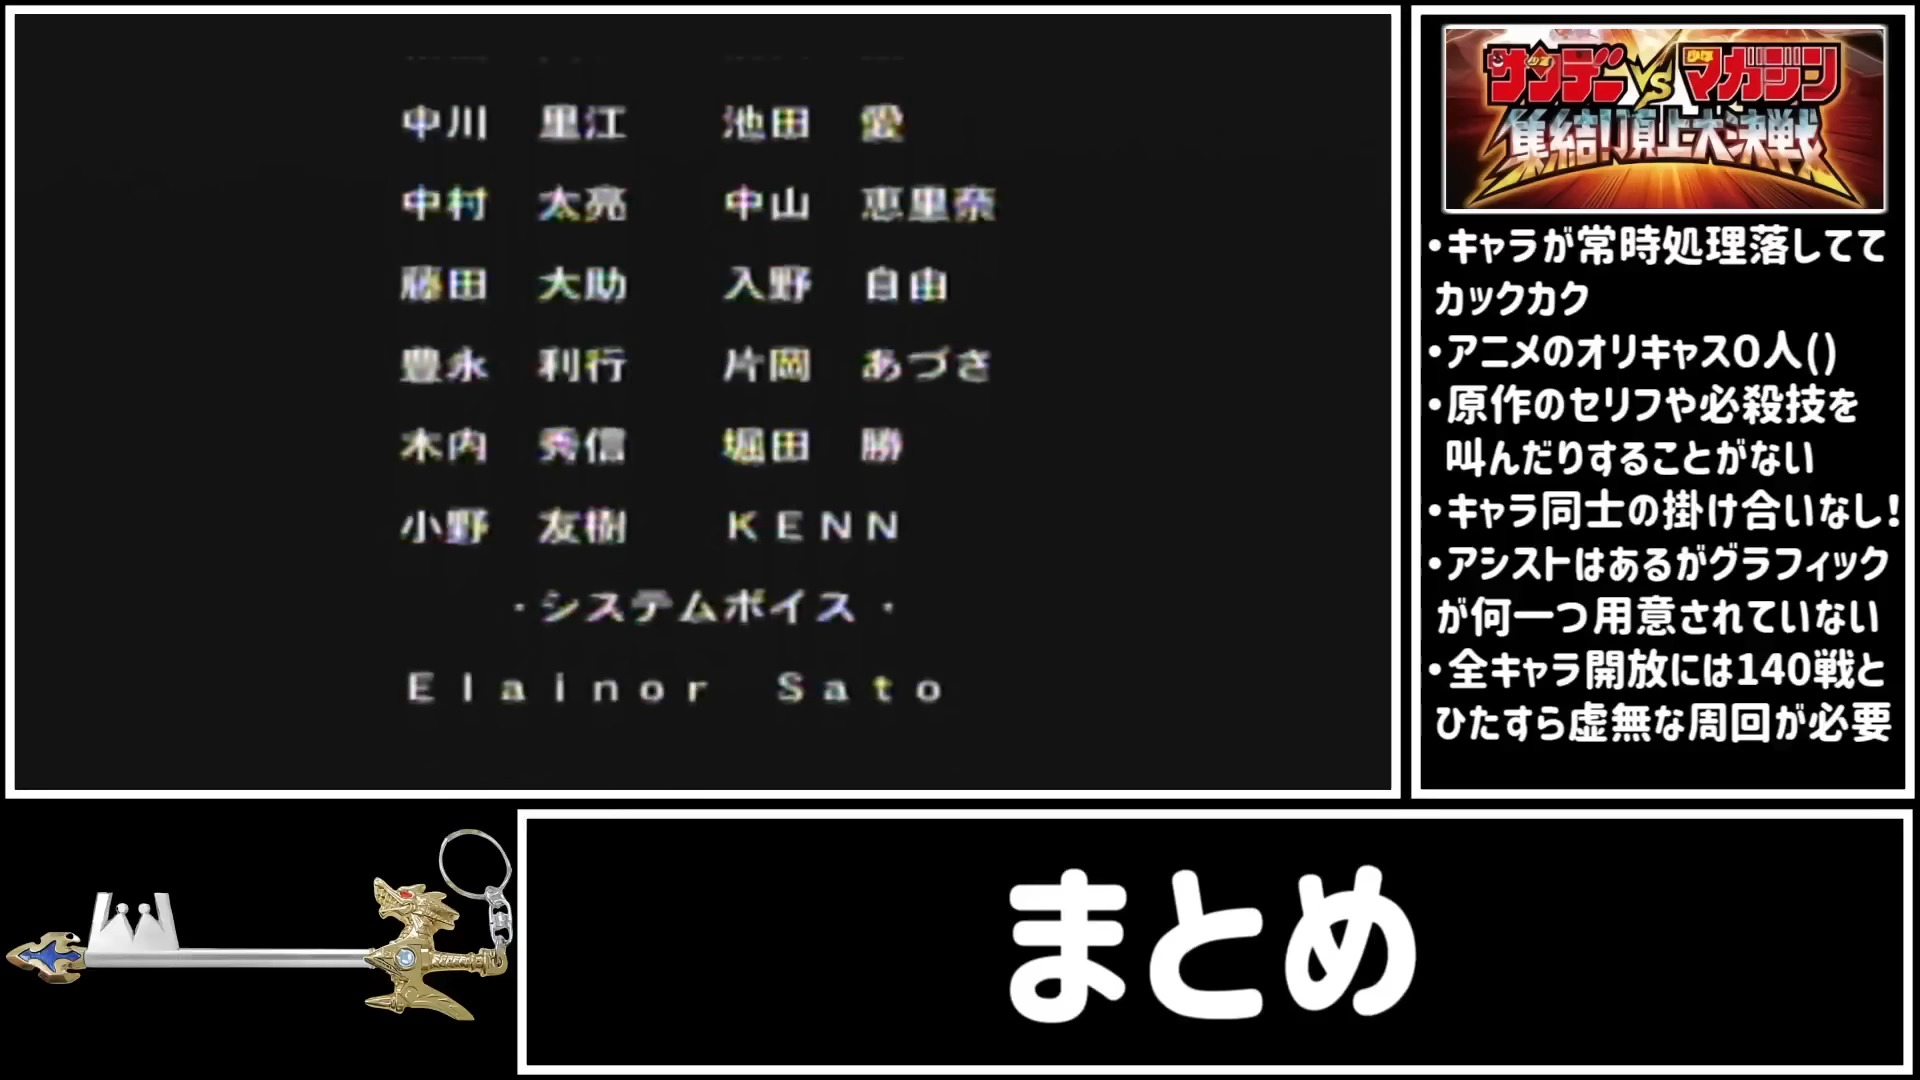 中川 里江 池田 愛
中村 太亮 中山 恵里奈
藤田 大助 入野 自由
豊永 利行 片岡 あづさ
木内 秀信 堀田 勝
小野 友樹 KENN
・システムボイス・
Elainor Sato
少年サンデーVS少年マガジン
集結!頂上大決戦
・キャラが常時処理落してて
カックカク
・アニメのオリキャス0人()
・原作のセリフや必殺技を
叫んだりすることがない
・キャラ同士の掛け合いなし!
・アシストはあるがグラフィック
が何一つ用意されていない
・全キャラ開放には140戦と
ひたすら虚無な周回が必要
まとめ